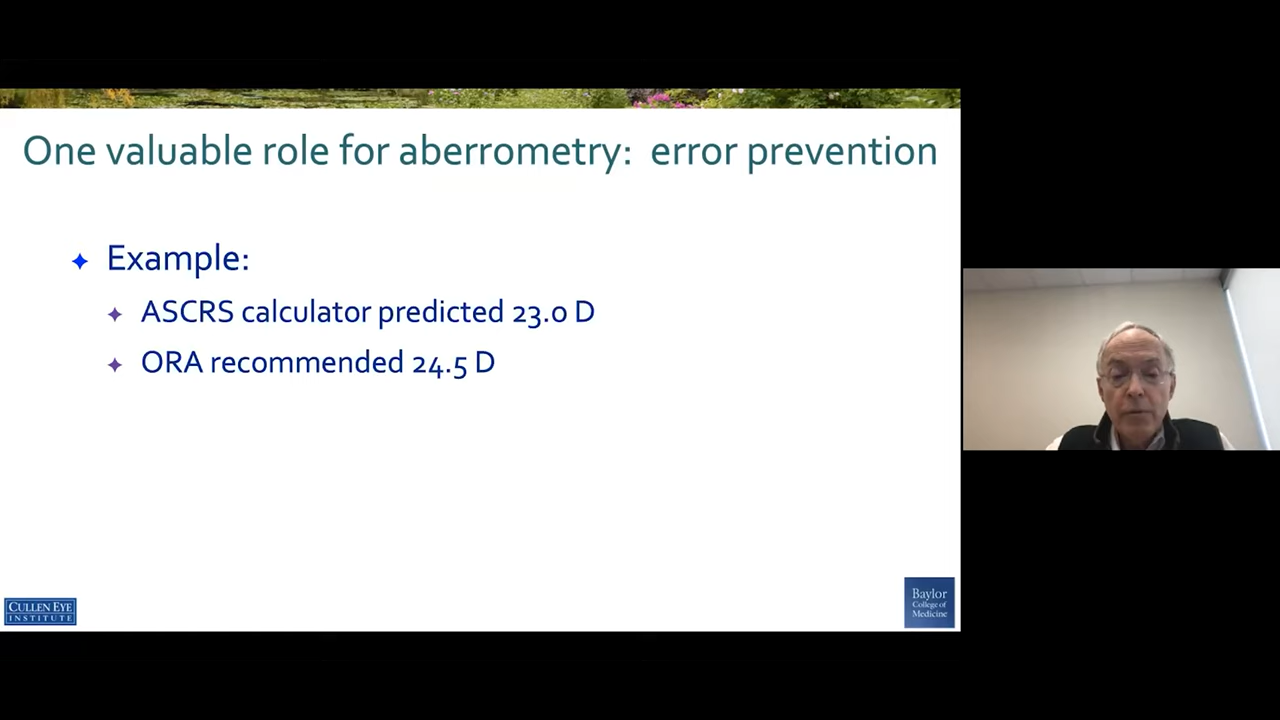 One valuable role for aberrometry: error prevention
Example:
ASCRS calculator predicted 23.0 D
ORA recommended 24.5 D
CULLEN EYE
INSTITUTE
Baylor
College of
Medicine